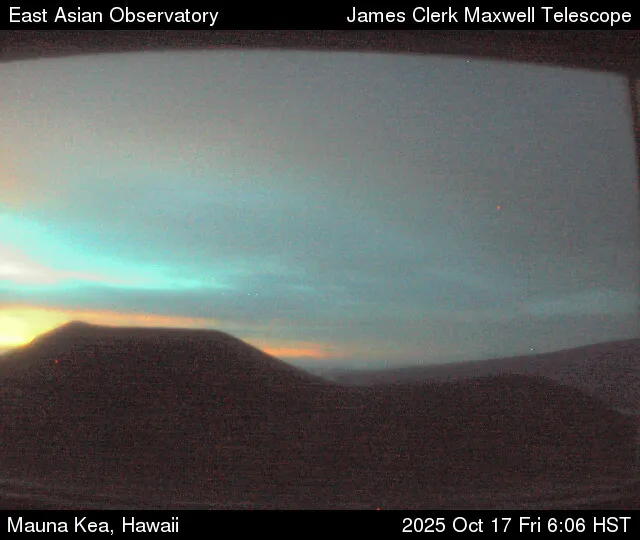 East Asian Observatory
James Clerk Maxwell Telescope
Mauna Kea, Hawaii
2025 Oct 17 Fri 6:06 HST